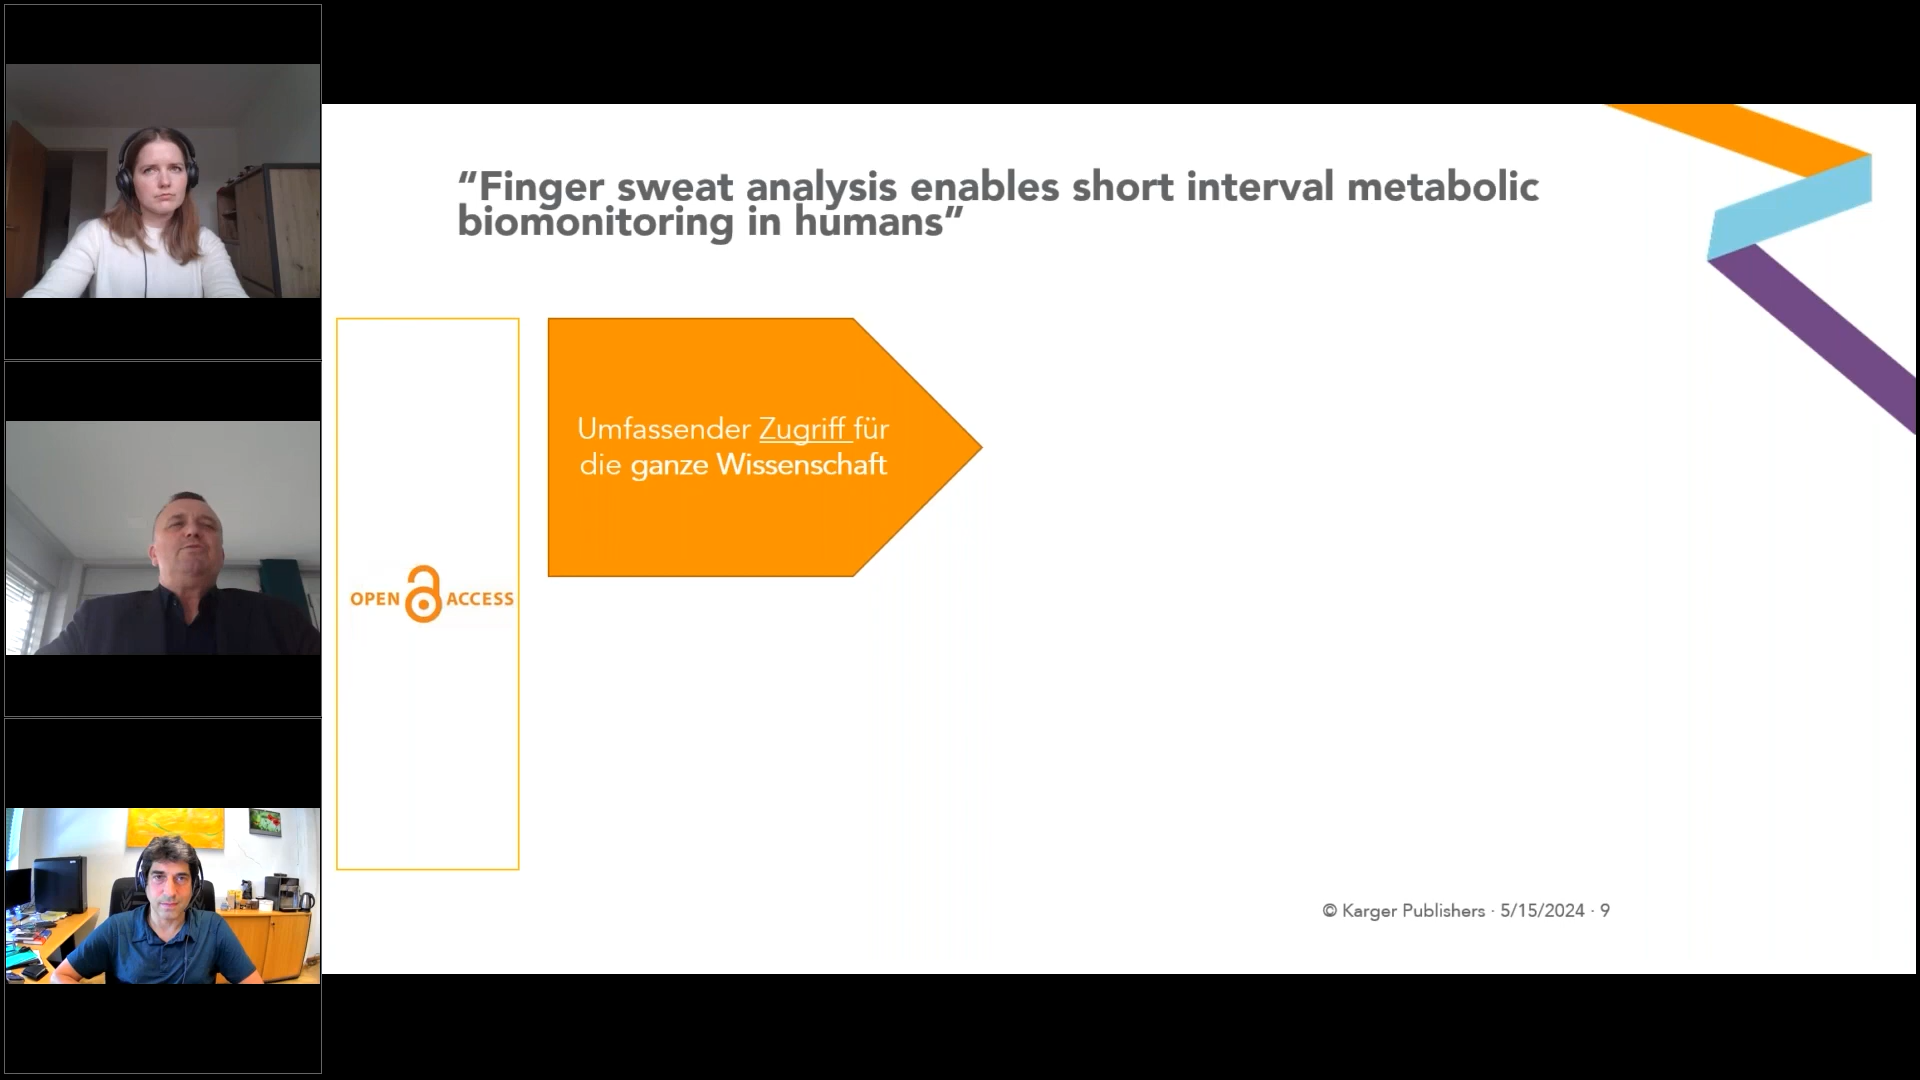 “Finger sweat analysis enables short interval metabolic
biomonitoring in humans”
Umfassender Zugriff für
die ganze Wissenschaft
OPEN ACCESS
© Karger Publishers · 5/15/2024 · 9